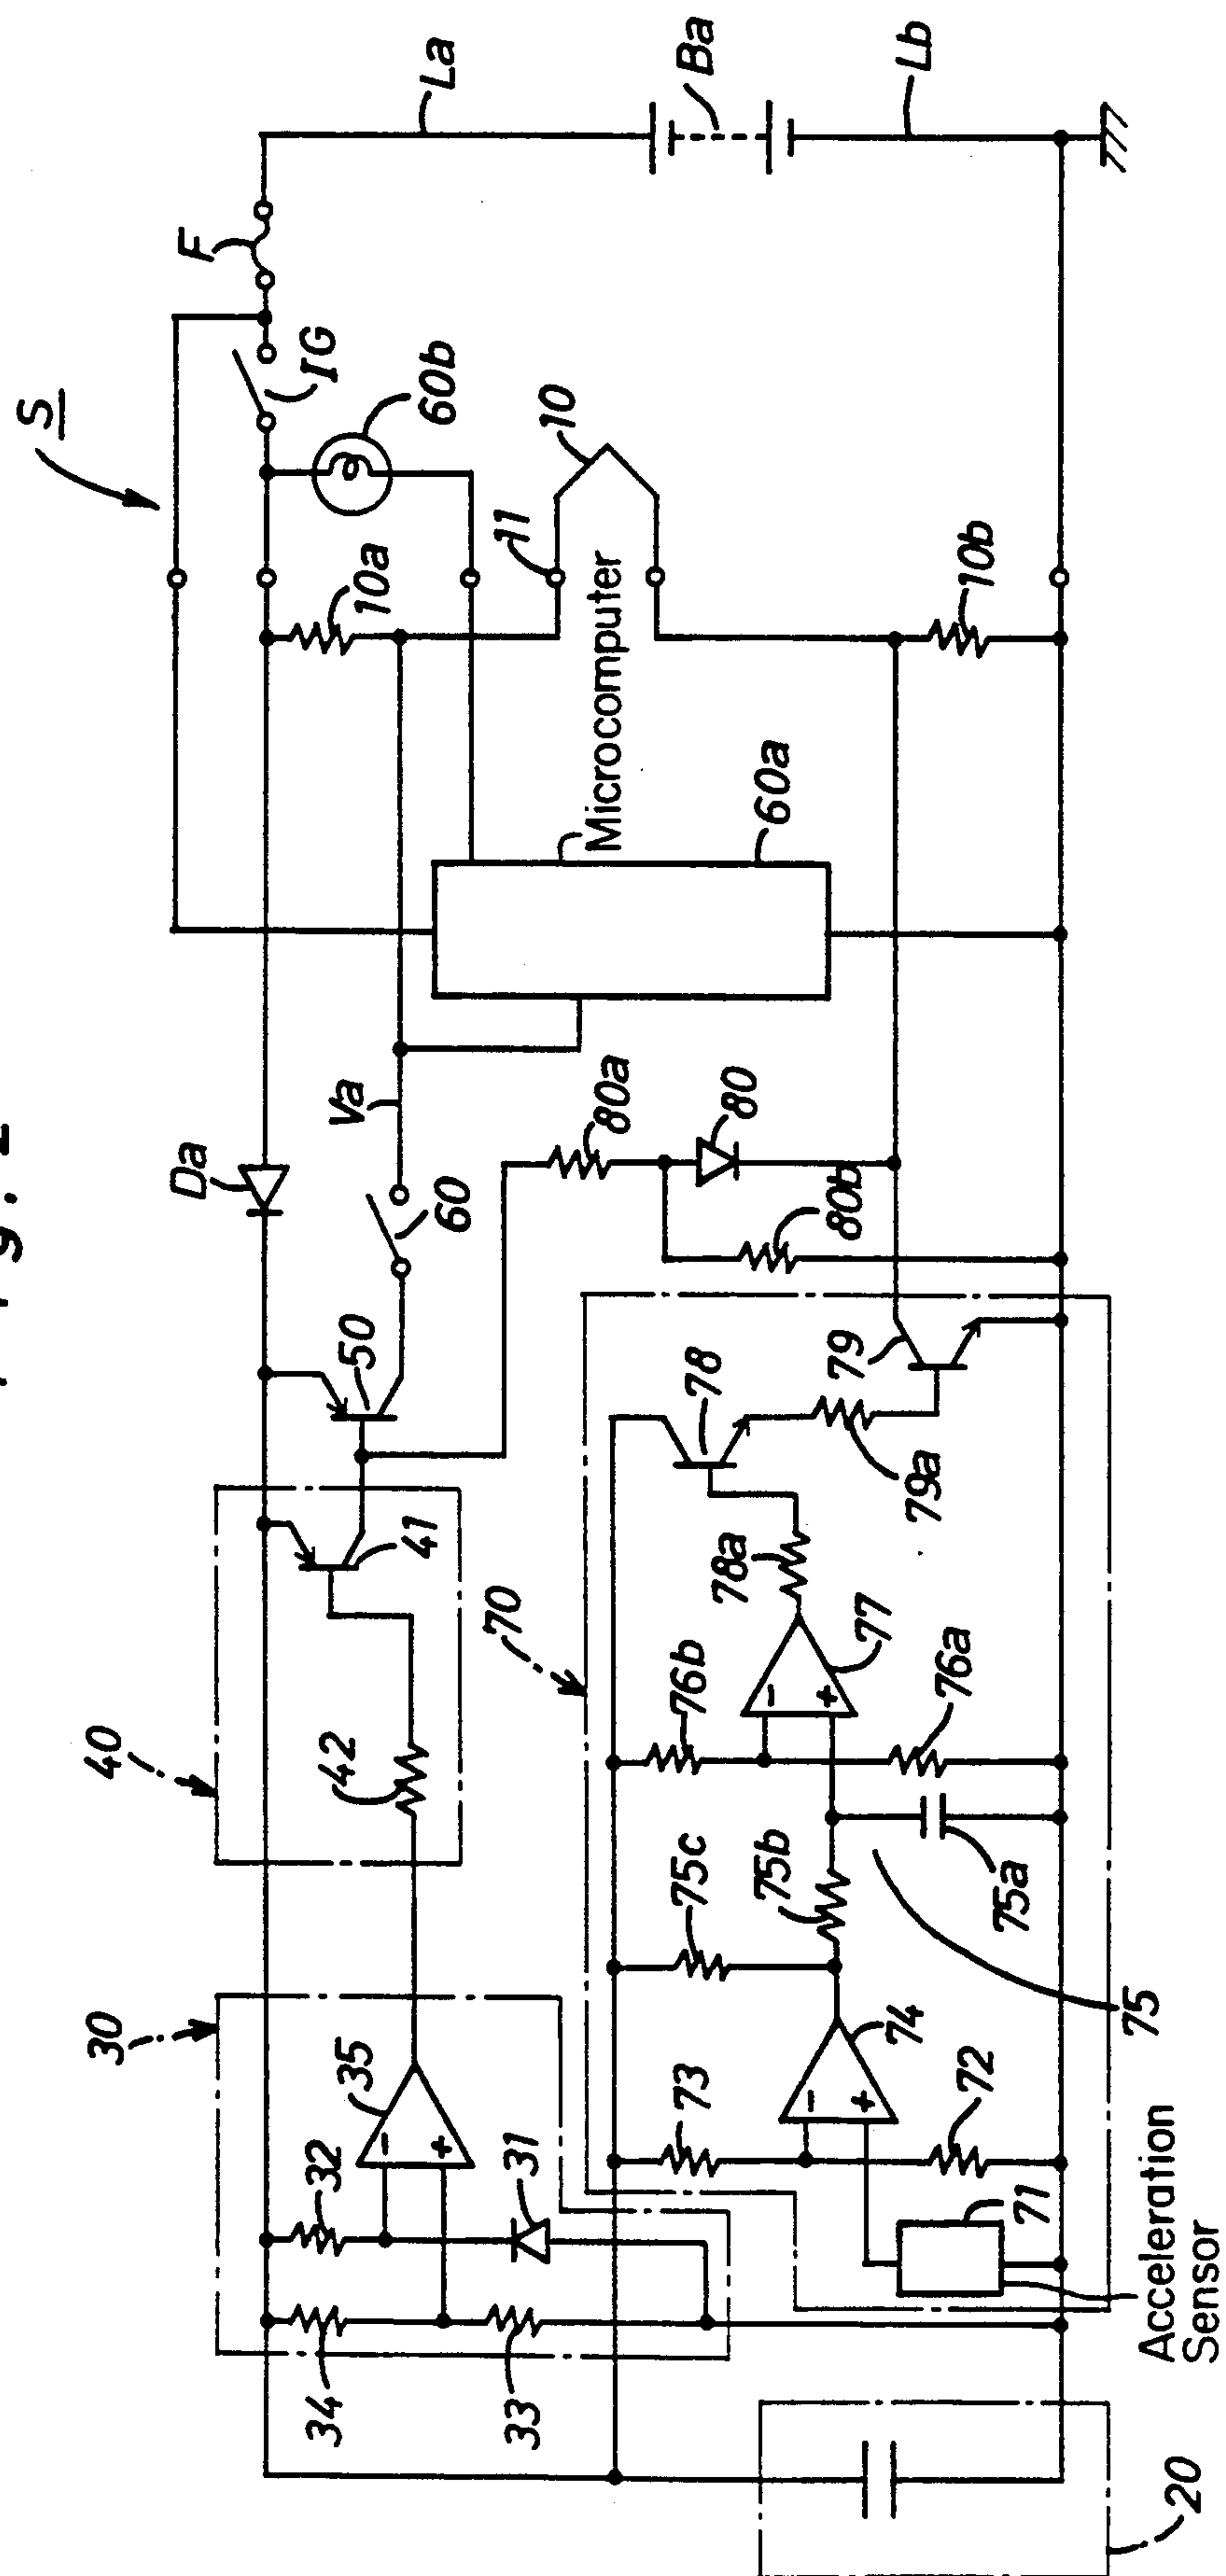 Fig. 2
S
La
F
IG
Ba
Lb
60b
10
11
10a
10b
Microcomputer
60a
Da
Va
60
80a
80
80b
50
40
41
42
70
78
79
79a
78a
77
76b
76a
75c
75b
75a
75
30
35
32
31
34
33
73
74
72
71
Acceleration
Sensor
20